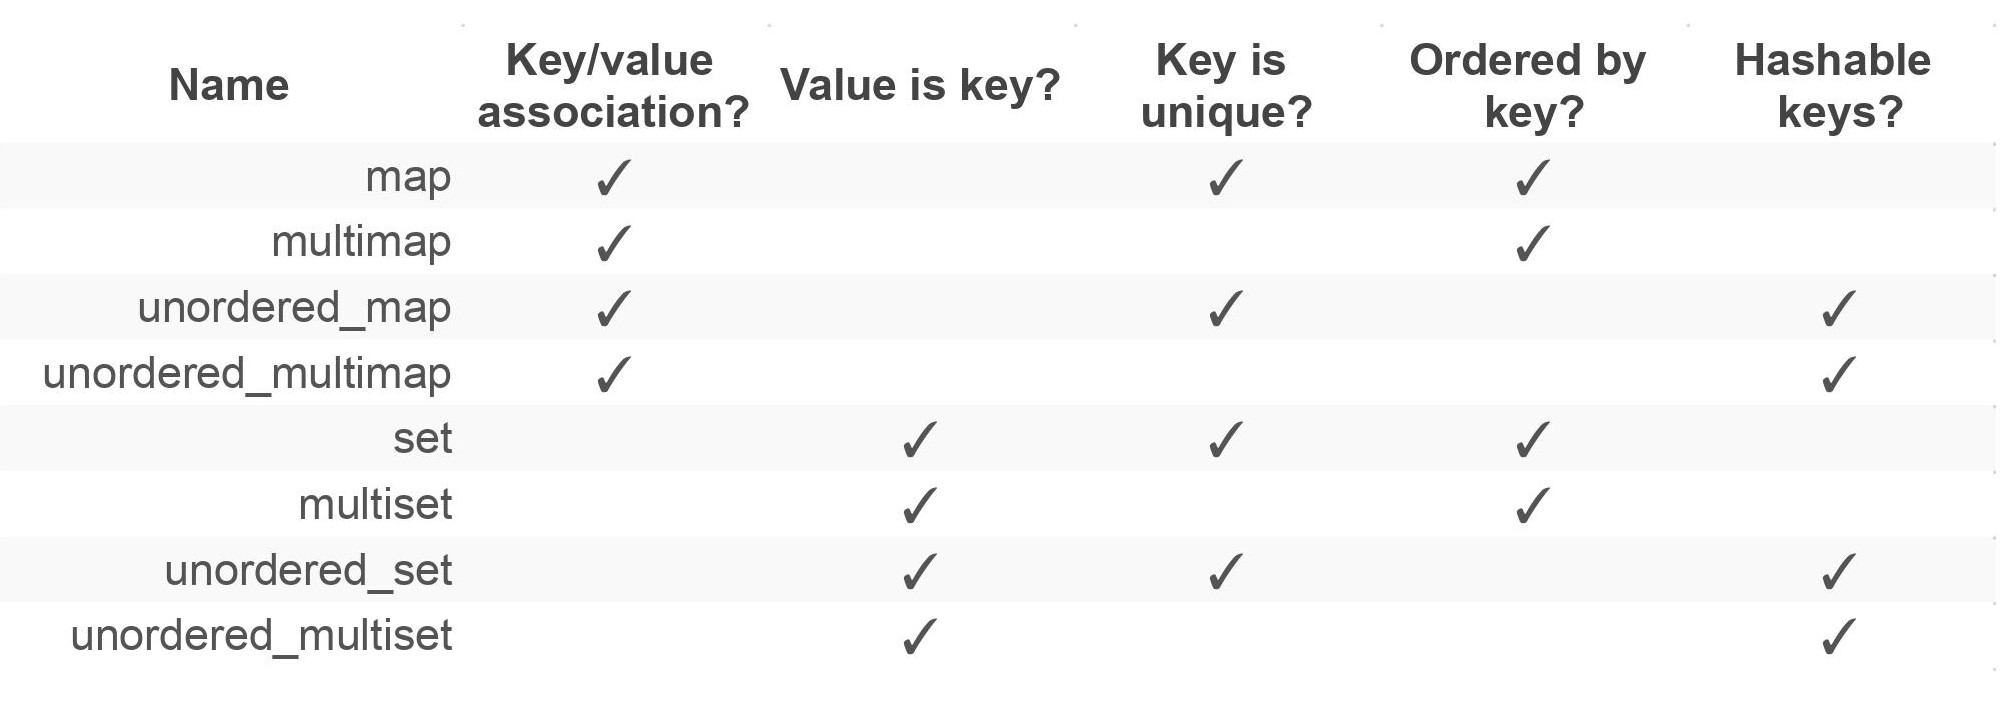 Name Key/value association? Value is key? Key is unique? Ordered by key? Hashable keys?
map ✓ ✓ ✓
multimap ✓ ✓
unordered_map ✓ ✓ ✓
unordered_multimap ✓ ✓
set ✓ ✓ ✓
multiset ✓ ✓
unordered_set ✓ ✓ ✓
unordered_multiset ✓ ✓